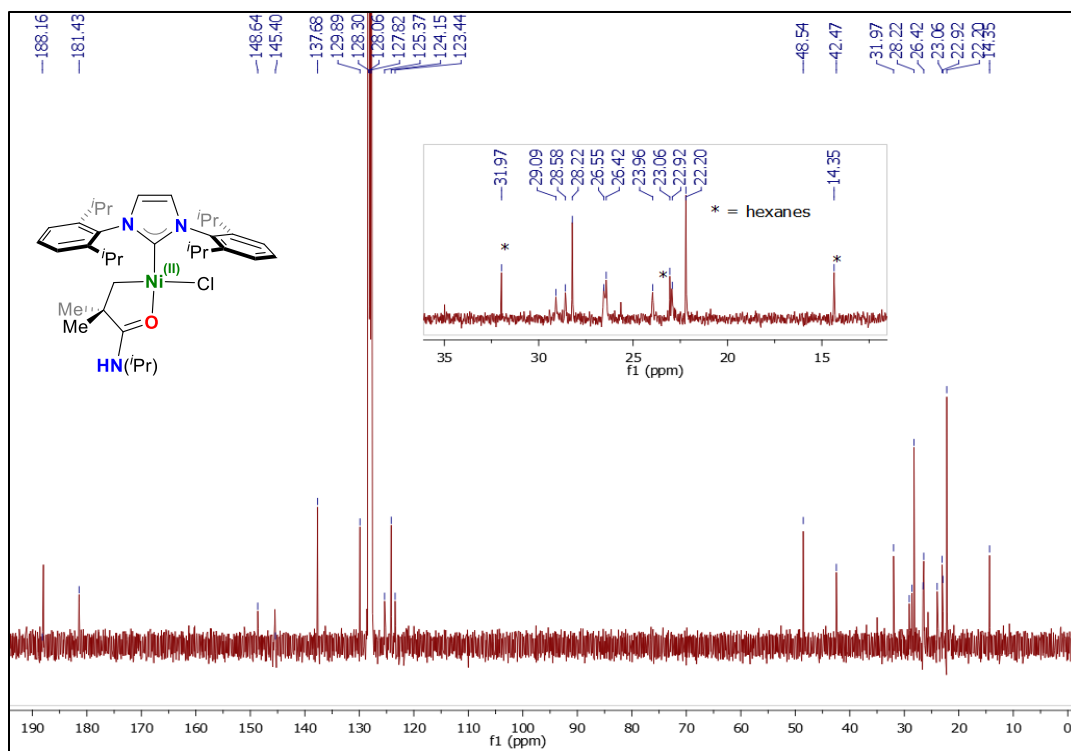 188.16
181.43
148.64
145.40
137.68
129.89
128.30
128.06
127.82
125.37
124.15
123.44
48.54
42.47
31.97
28.22
26.42
23.06
22.92
22.20
14.35
31.97
29.09
28.58
28.22
26.55
26.42
23.96
23.06
22.92
22.20
14.35
* = hexanes
*
*
*
35 30 25 20 15
f1 (ppm)
iPr
iPr
N N
iPr
iPr
Ni(II) Cl
Me
Me
O
HN(iPr)
190 180 170 160 150 140 130 120 110 100 90 80 70 60 50 40 30 20 10 0
f1 (ppm)